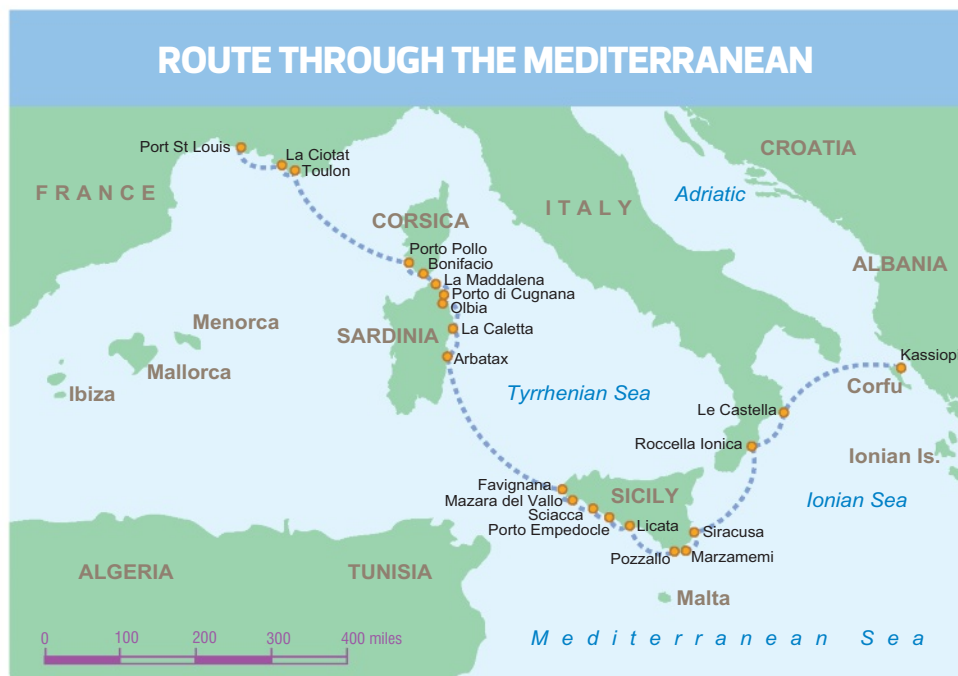 ROUTE THROUGH THE MEDITERRANEAN
Port St Louis
La Ciotat
Toulon
FRANCE
CROATIA
Adriatic
ITALY
CORSICA
Porto Pollo
Bonifacio
La Maddalena
Porto di Cugnana
Olbia
ALBANIA
Menorca
SARDINIA
La Caletta
Mallorca
Arbatax
Ibiza
Tyrrhenian Sea
Kassiopi
Corfu
Le Castella
Roccella Ionica
Ionian Is.
Favignana
Mazara del Vallo
SICILY
Sciacca
Ionian Sea
Porto Empedocle
Licata
Siracusa
Pozzallo
Marzamemi
ALGERIA
TUNISIA
Malta
Mediterranean Sea
0 100 200 300 400 miles